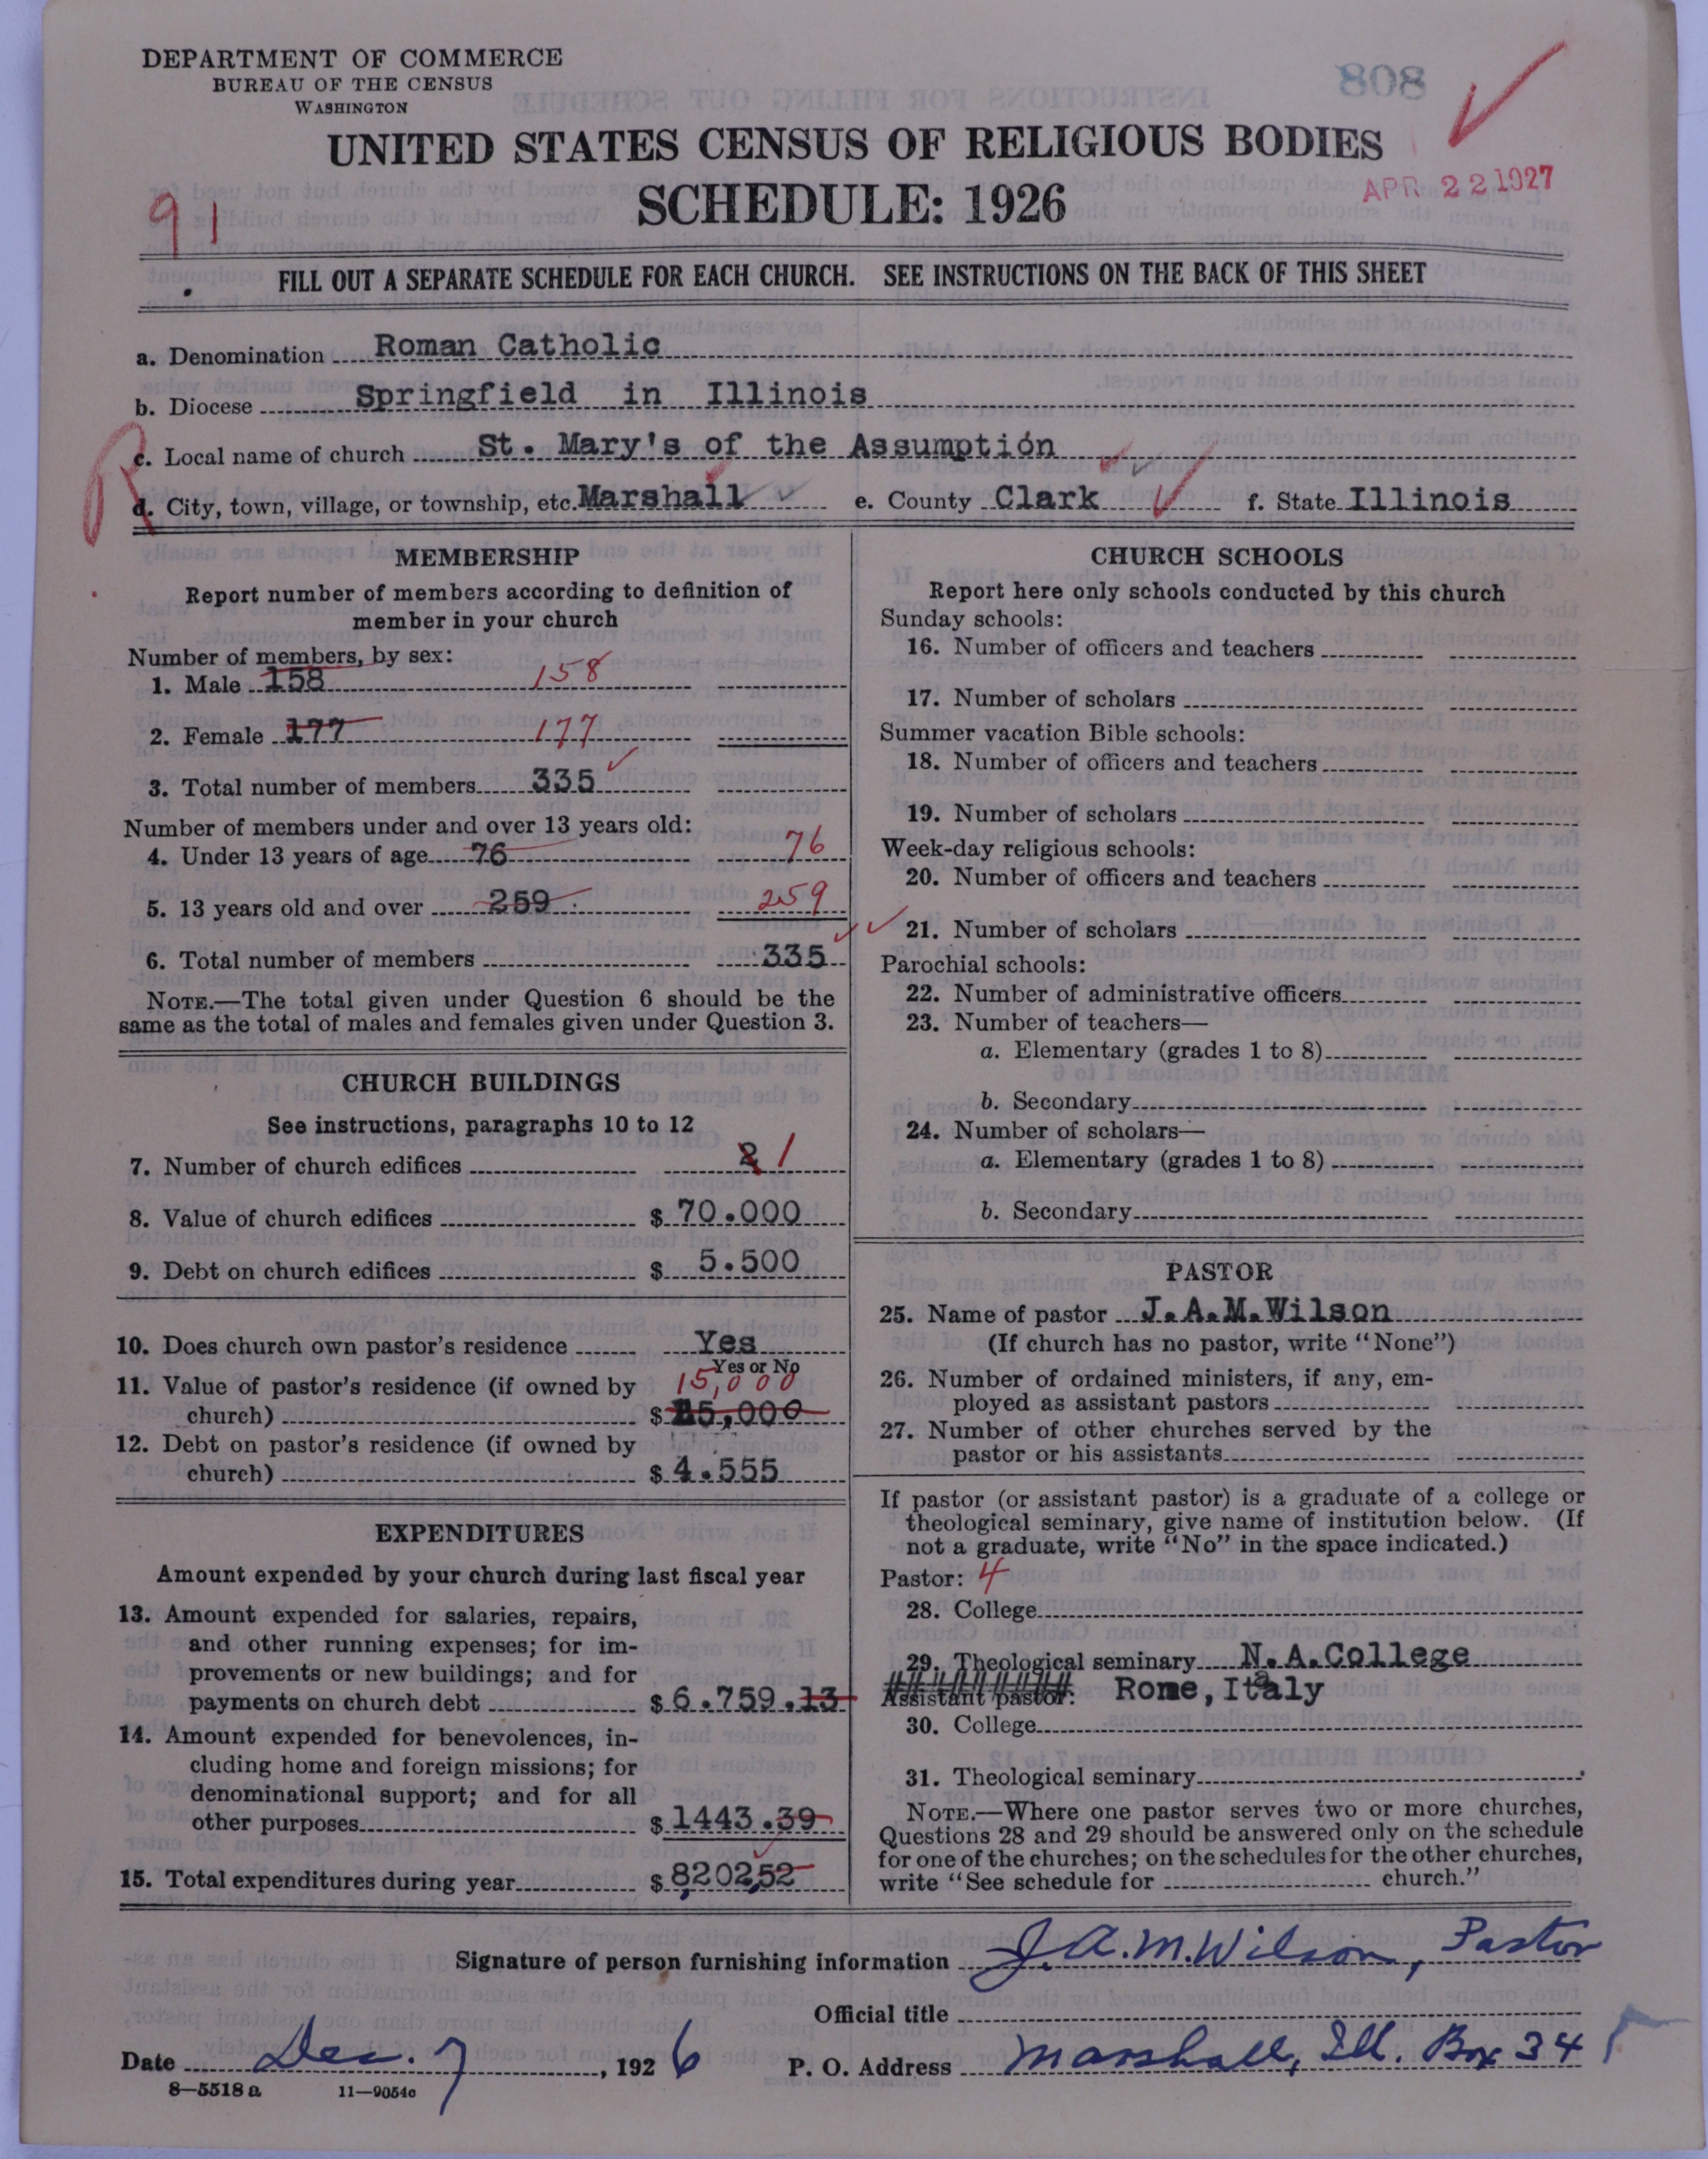 DEPARTMENT OF COMMERCE
BUREAU OF THE CENSUS
WASHINGTON
808
UNITED STATES CENSUS OF RELIGIOUS BODIES
SCHEDULE: 1926
APR 22 1927
91
FILL OUT A SEPARATE SCHEDULE FOR EACH CHURCH. SEE INSTRUCTIONS ON THE BACK OF THIS SHEET
a. Denomination Roman Catholic
b. Diocese Springfield in Illinois
c. Local name of church St. Mary's of the Assumption
d. City, town, village, or township, etc. Marshall e. County Clark f. State Illinois
MEMBERSHIP
Report number of members according to definition of
member in your church
Number of members, by sex:
1. Male 158 158
2. Female 177 177
3. Total number of members 335
Number of members under and over 13 years old:
4. Under 13 years of age 76 76
5. 13 years old and over 259 259
6. Total number of members 335
NOTE.—The total given under Question 6 should be the
same as the total of males and females given under Question 3.
CHURCH BUILDINGS
See instructions, paragraphs 10 to 12
7. Number of church edifices 2 1
8. Value of church edifices $ 70.000
9. Debt on church edifices $ 5.500
10. Does church own pastor's residence Yes
Yes or No
11. Value of pastor's residence (if owned by 15,000
church) $ 15,000
12. Debt on pastor's residence (if owned by
church) $ 4.555
EXPENDITURES
Amount expended by your church during last fiscal year
13. Amount expended for salaries, repairs,
and other running expenses; for im-
provements or new buildings; and for
payments on church debt $ 6.759.13
14. Amount expended for benevolences, in-
cluding home and foreign missions; for
denominational support; and for all
other purposes $ 1443.39
15. Total expenditures during year $ 8,202,52
CHURCH SCHOOLS
Report here only schools conducted by this church
Sunday schools:
16. Number of officers and teachers
17. Number of scholars
Summer vacation Bible schools:
18. Number of officers and teachers
19. Number of scholars
Week-day religious schools:
20. Number of officers and teachers
21. Number of scholars
Parochial schools:
22. Number of administrative officers
23. Number of teachers—
a. Elementary (grades 1 to 8)
b. Secondary
24. Number of scholars—
a. Elementary (grades 1 to 8)
b. Secondary
PASTOR
25. Name of pastor J.A.M.Wilson
(If church has no pastor, write "None")
26. Number of ordained ministers, if any, em-
ployed as assistant pastors
27. Number of other churches served by the
pastor or his assistants
If pastor (or assistant pastor) is a graduate of a college or
theological seminary, give name of institution below. (If
not a graduate, write "No" in the space indicated.)
Pastor: 4
28. College
29. Theological seminary N.A.College
Assistant pastor: Rome, Italy
30. College
31. Theological seminary
NOTE.—Where one pastor serves two or more churches,
Questions 28 and 29 should be answered only on the schedule
for one of the churches; on the schedules for the other churches,
write "See schedule for church."
Signature of person furnishing information J.A.M.Wilson, Pastor
Official title
Date Dec. 7, 1926 P. O. Address Marshall, Ill. Box 345
8—5518 a 11—9054c